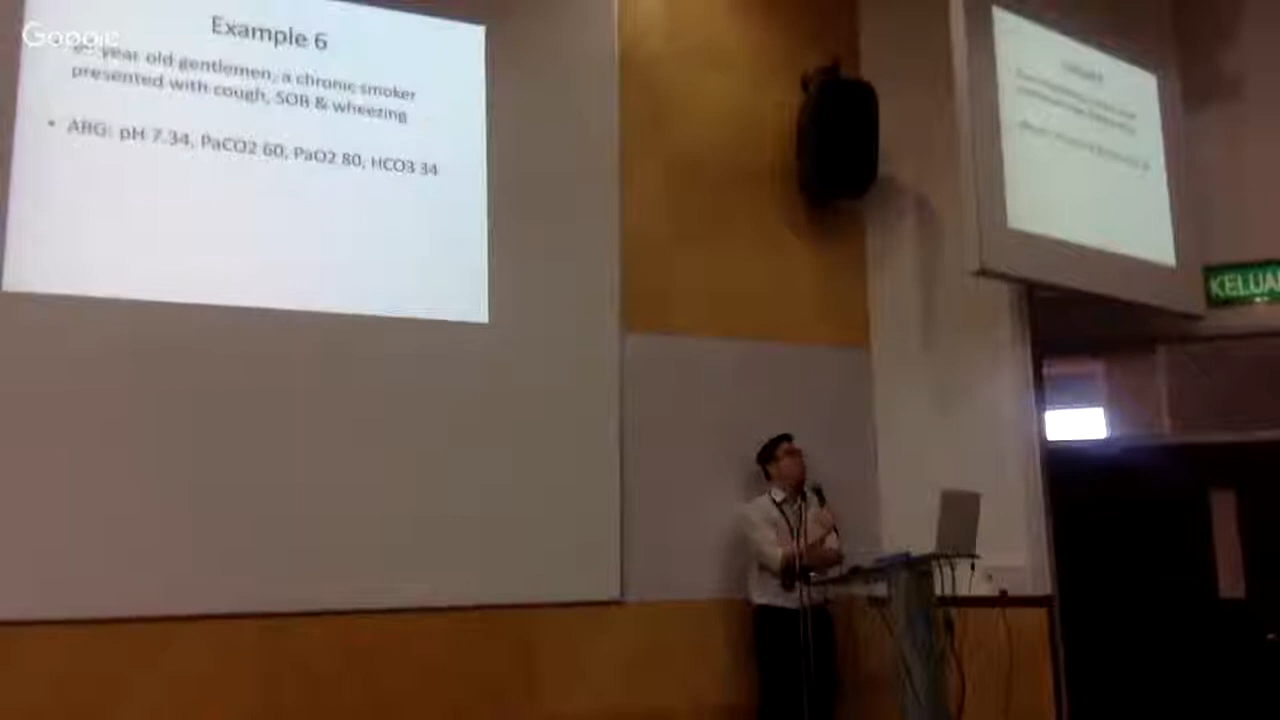 Google
Example 6
year old gentlemen, a chronic smoker
presented with cough, SOB & wheezing
• ABG: pH 7.34, PaCO2 60, PaO2 80, HCO3 34
KELUA